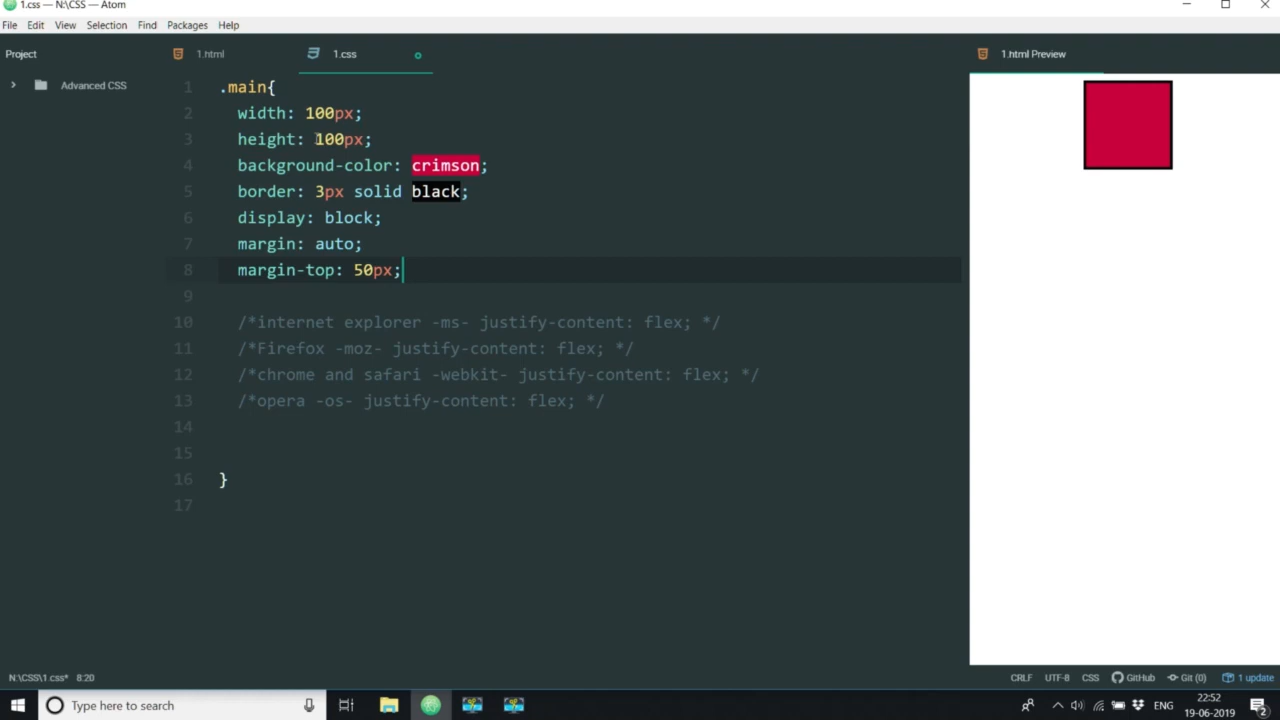 1.css — N:\CSS — Atom
File Edit View Selection Find Packages Help
Project
1.html
1.css
1.html Preview
Advanced CSS
1 .main{
2 width: 100px;
3 height: 100px;
4 background-color: crimson;
5 border: 3px solid black;
6 display: block;
7 margin: auto;
8 margin-top: 50px;
9
10 /*internet explorer -ms- justify-content: flex; */
11 /*Firefox -moz- justify-content: flex; */
12 /*chrome and safari -webkit- justify-content: flex; */
13 /*opera -os- justify-content: flex; */
14
15
16 }
17
N:\CSS\1.css* 8:20
CRLF UTF-8 CSS GitHub Git (0) 1 update
Type here to search
ENG
22:52
19-06-2019
2